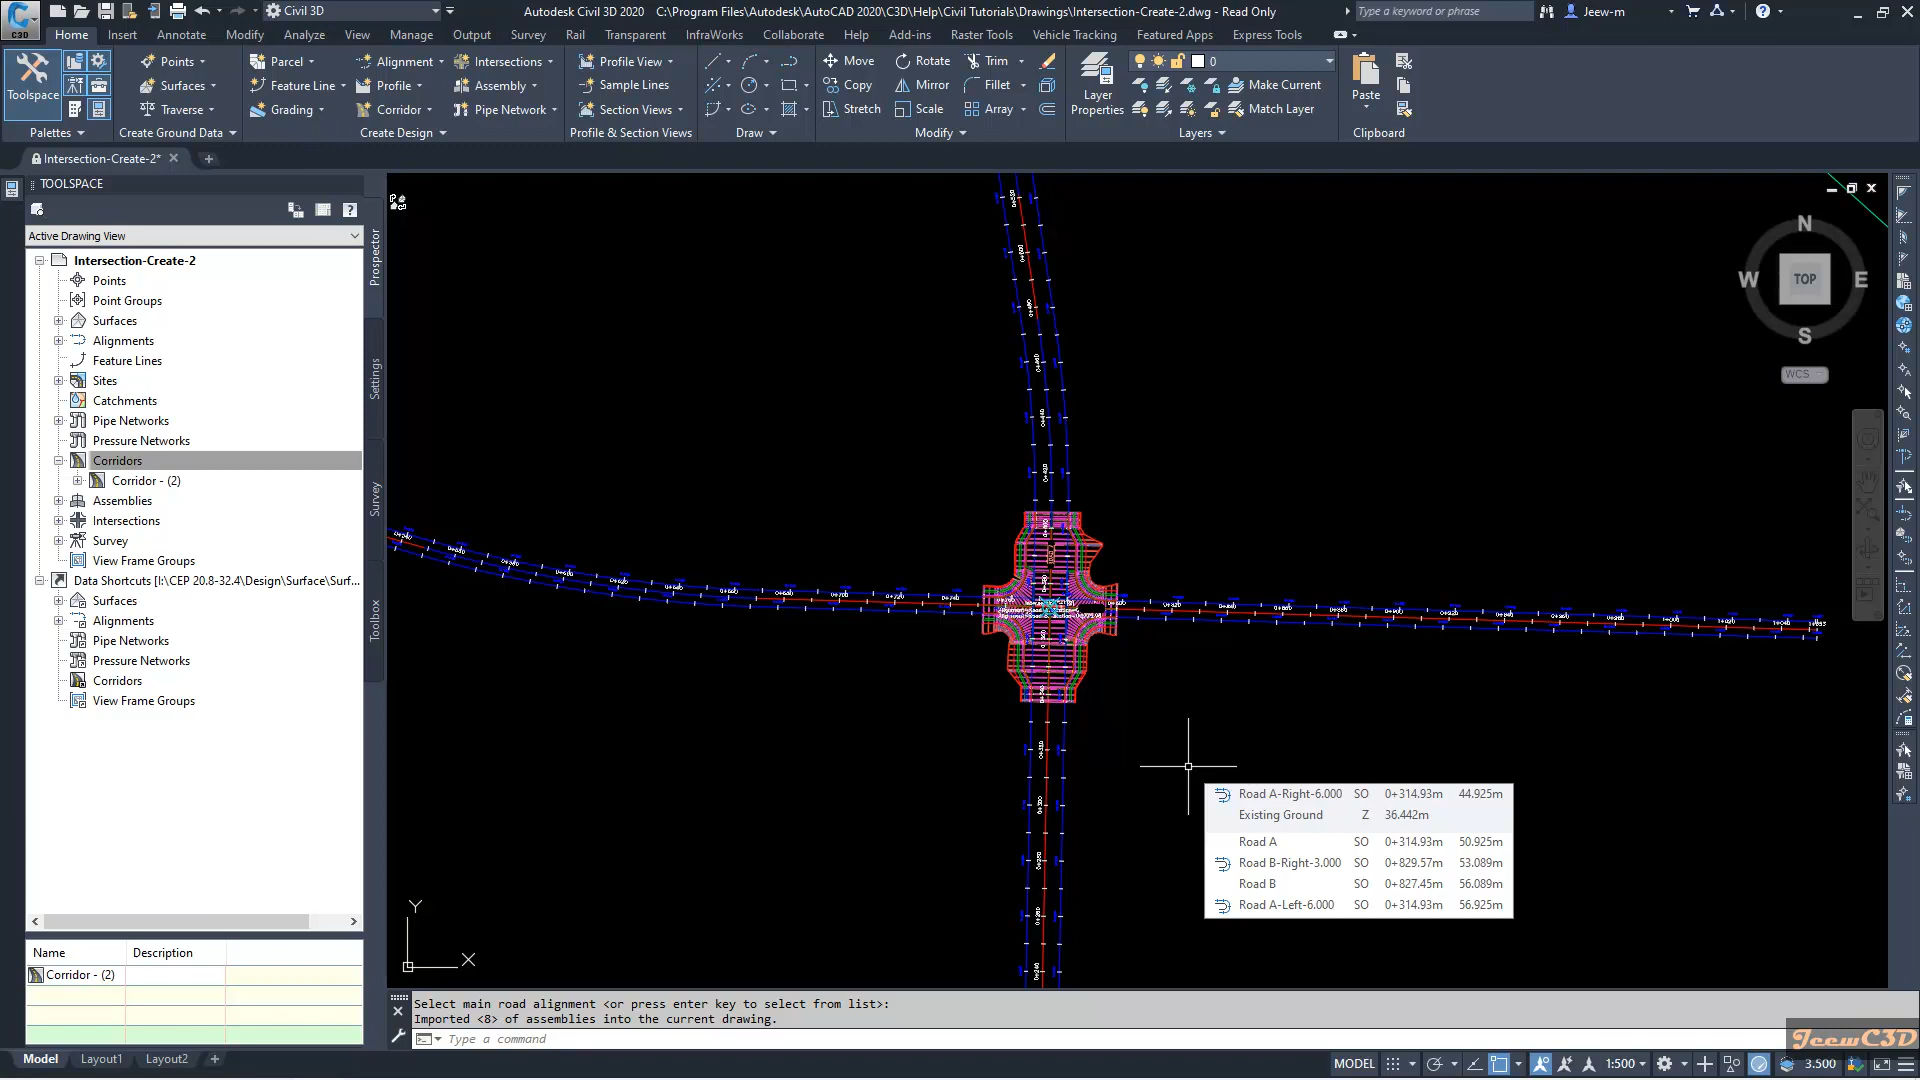 Civil 3D
Autodesk Civil 3D 2020 C:\Program Files\Autodesk\AutoCAD 2020\C3D\Help\Civil Tutorials\Drawings\Intersection-Create-2.dwg - Read Only
Type a keyword or phrase
Jeew-m
C3D
Home Insert Annotate Modify Analyze View Manage Output Survey Rail Transparent InfraWorks Collaborate Help Add-ins Raster Tools Vehicle Tracking Featured Apps Express Tools
Points Parcel Alignment Intersections Profile View Move Rotate Trim 0
Toolspace Surfaces Feature Line Profile Assembly Sample Lines Copy Mirror Fillet Layer Properties Make Current Paste
Traverse Grading Corridor Pipe Network Section Views Stretch Scale Array Match Layer
Palettes Create Ground Data Create Design Profile & Section Views Draw Modify Layers Clipboard
Intersection-Create-2*
TOOLSPACE
Active Drawing View
Intersection-Create-2
Points
Point Groups
Surfaces
Alignments
Feature Lines
Sites
Catchments
Pipe Networks
Pressure Networks
Corridors
Corridor - (2)
Assemblies
Intersections
Survey
View Frame Groups
Data Shortcuts [I:\CEP 20.8-32.4\Design\Surface\Surf...
Surfaces
Alignments
Pipe Networks
Pressure Networks
Corridors
View Frame Groups
Name Description
Corridor - (2)
Prospector
Settings
Survey
Toolbox
N
W TOP E
S
WCS
Road A-Right-6.000 SO 0+314.93m 44.925m
Existing Ground Z 36.442m
Road A SO 0+314.93m 50.925m
Road B-Right-3.000 SO 0+829.57m 53.089m
Road B SO 0+827.45m 56.089m
Road A-Left-6.000 SO 0+314.93m 56.925m
Y
X
Select main road alignment <or press enter key to select from list>:
Imported <8> of assemblies into the current drawing.
Type a command
JeewC3D
Model Layout1 Layout2 +
MODEL 1:500 3.500